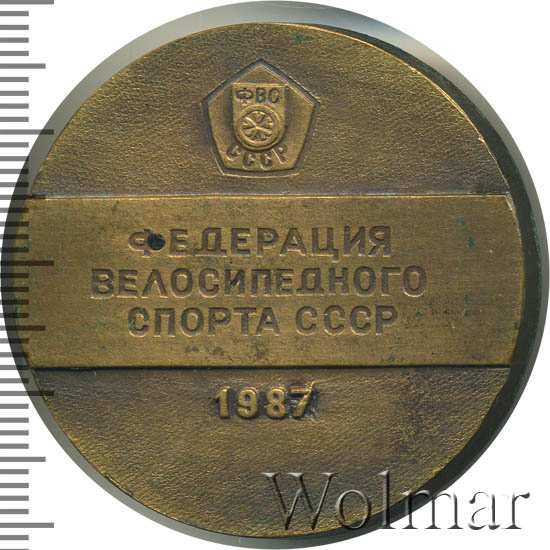 ФВС
СССР
ФЕДЕРАЦИЯ
ВЕЛОСИПЕДНОГО
СПОРТА СССР
1987
Wolmar